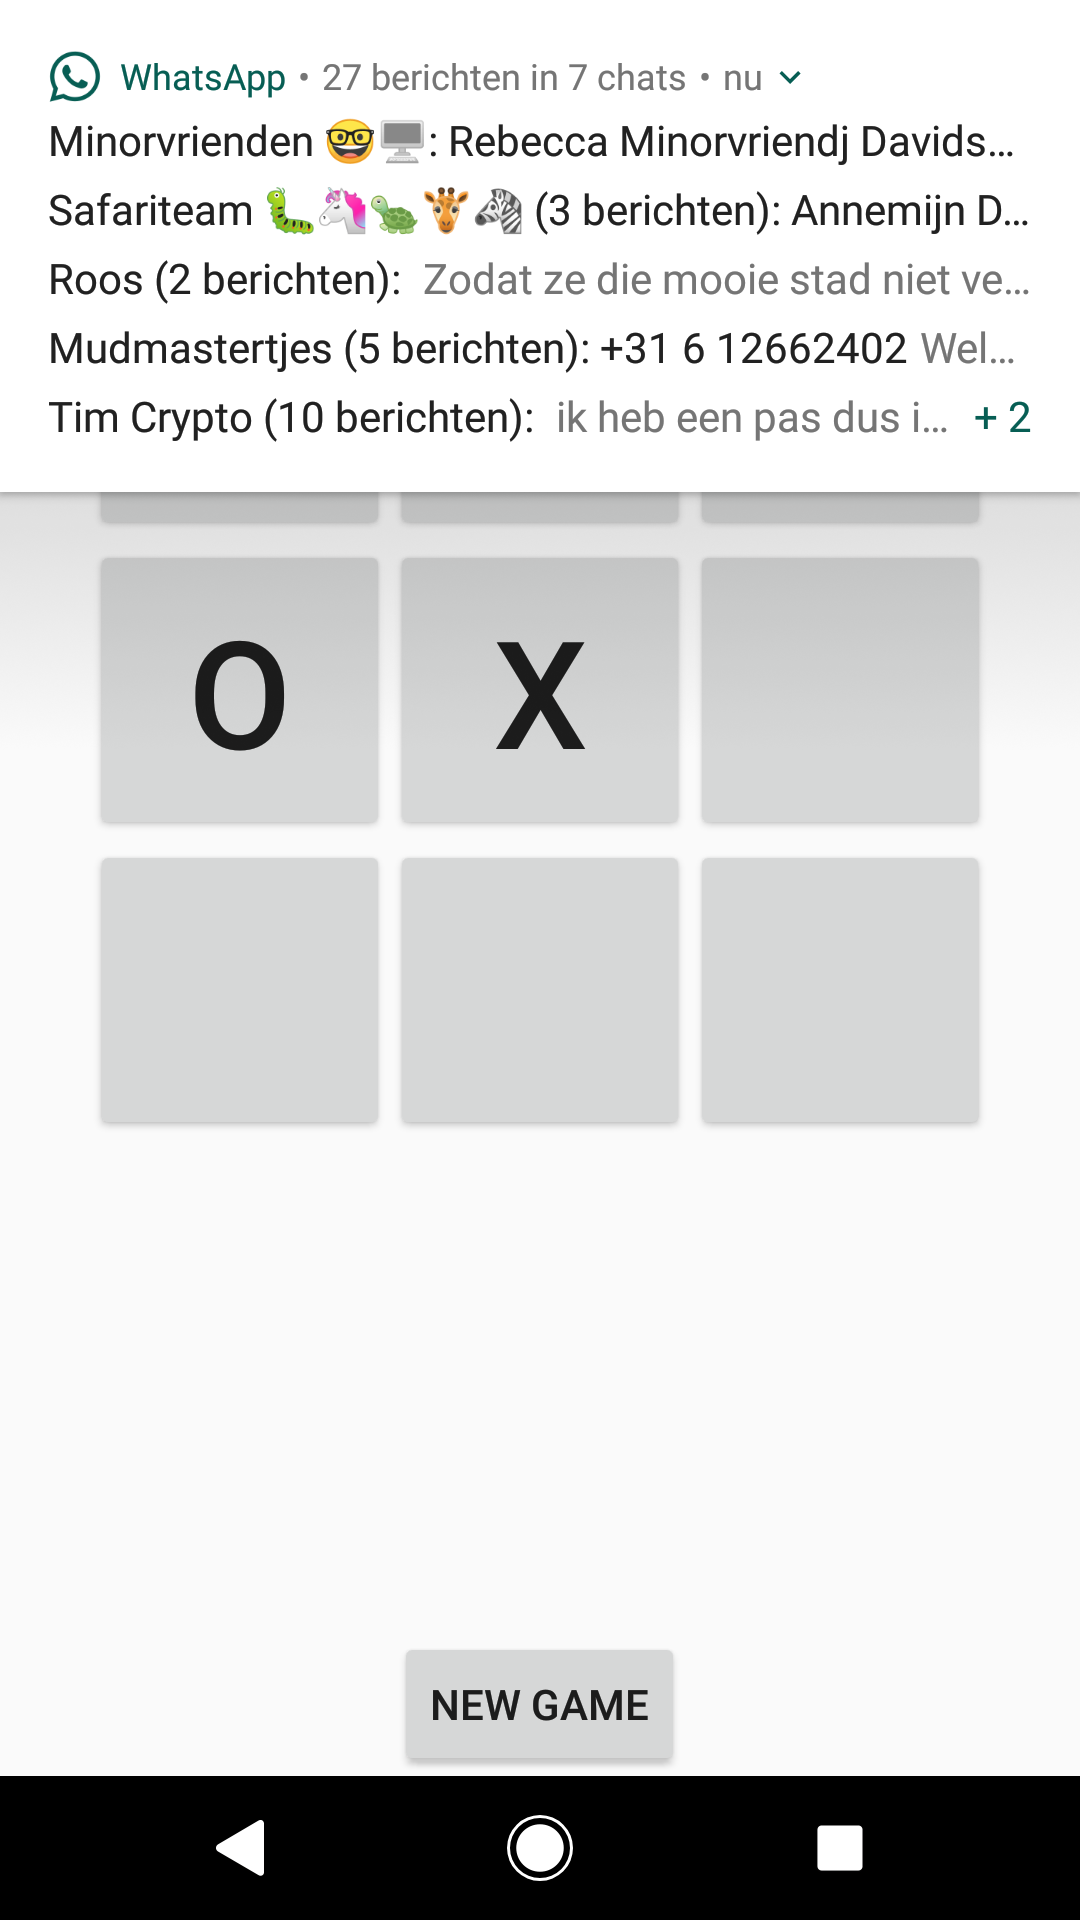 WhatsApp • 27 berichten in 7 chats • nu
Minorvrienden 🤓🖥️: Rebecca Minorvriendj Davids…
Safariteam 🐛🦄🐢🦒🦓 (3 berichten): Annemijn D…
Roos (2 berichten): Zodat ze die mooie stad niet ve…
Mudmastertjes (5 berichten): +31 6 12662402 Wel…
Tim Crypto (10 berichten): ik heb een pas dus i… + 2
O X
NEW GAME